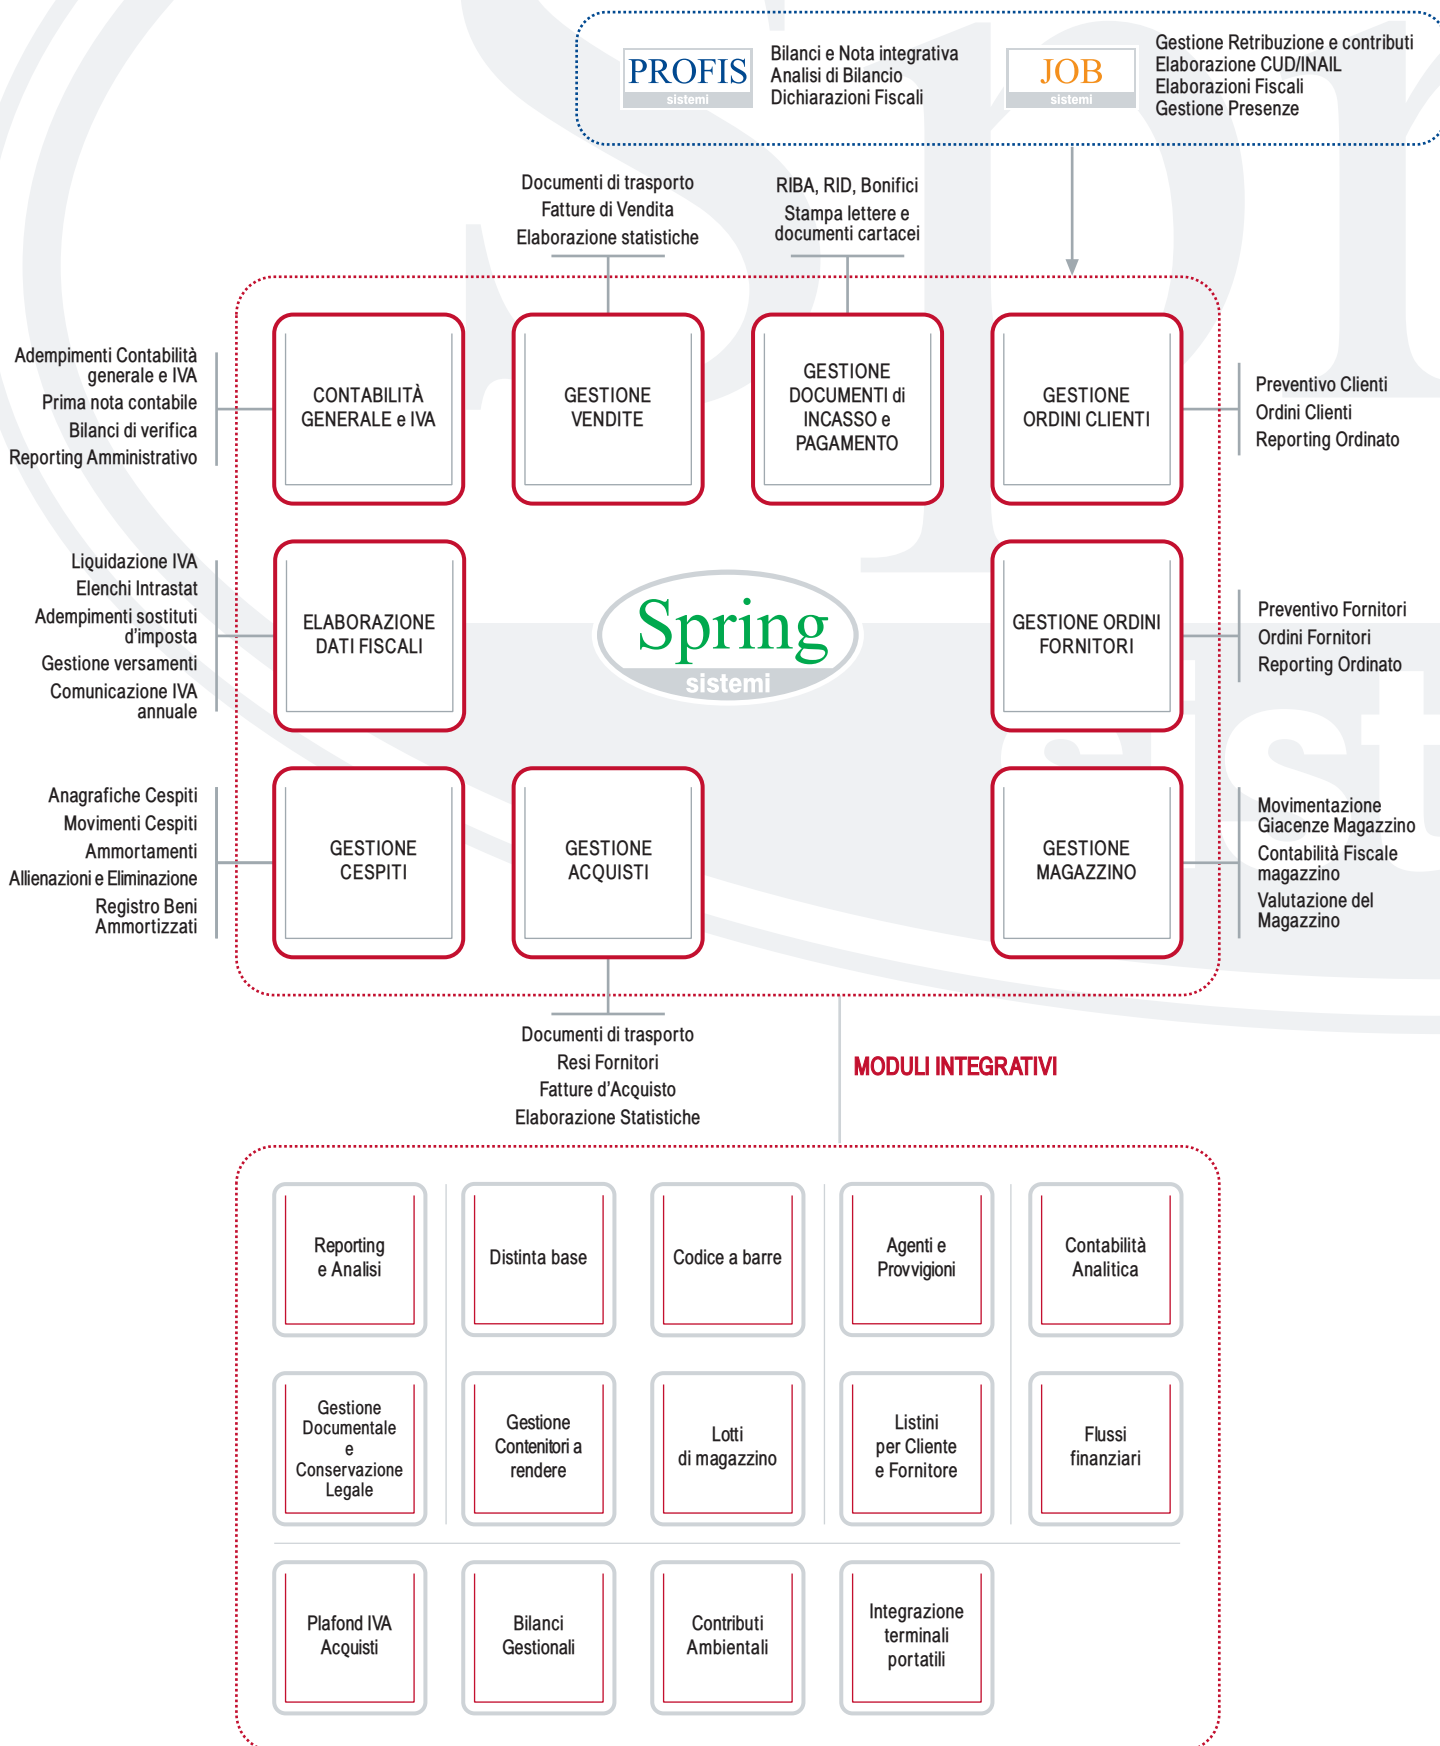 PROFIS
sistemi
Bilanci e Nota integrativa
Analisi di Bilancio
Dichiarazioni Fiscali
JOB
sistemi
Gestione Retribuzione e contributi
Elaborazione CUD/INAIL
Elaborazioni Fiscali
Gestione Presenze
Documenti di trasporto
Fatture di Vendita
Elaborazione statistiche
RIBA, RID, Bonifici
Stampa lettere e
documenti cartacei
Adempimenti Contabilità
generale e IVA
Prima nota contabile
Bilanci di verifica
Reporting Amministrativo
CONTABILITÀ
GENERALE e IVA
GESTIONE
VENDITE
GESTIONE
DOCUMENTI di
INCASSO e
PAGAMENTO
GESTIONE
ORDINI CLIENTI
Preventivo Clienti
Ordini Clienti
Reporting Ordinato
Liquidazione IVA
Elenchi Intrastat
Adempimenti sostituti
d'imposta
Gestione versamenti
Comunicazione IVA
annuale
ELABORAZIONE
DATI FISCALI
Spring
sistemi
GESTIONE ORDINI
FORNITORI
Preventivo Fornitori
Ordini Fornitori
Reporting Ordinato
Anagrafiche Cespiti
Movimenti Cespiti
Ammortamenti
Allienazioni e Eliminazione
Registro Beni
Ammortizzati
GESTIONE
CESPITI
GESTIONE
ACQUISTI
GESTIONE
MAGAZZINO
Movimentazione
Giacenze Magazzino
Contabilità Fiscale
magazzino
Valutazione del
Magazzino
Documenti di trasporto
Resi Fornitori
Fatture d'Acquisto
Elaborazione Statistiche
MODULI INTEGRATIVI
Reporting
e Analisi
Distinta base
Codice a barre
Agenti e
Provvigioni
Contabilità
Analitica
Gestione
Documentale
e
Conservazione
Legale
Gestione
Contenitori a
rendere
Lotti
di magazzino
Listini
per Cliente
e Fornitore
Flussi
finanziari
Plafond IVA
Acquisti
Bilanci
Gestionali
Contributi
Ambientali
Integrazione
terminali
portatili